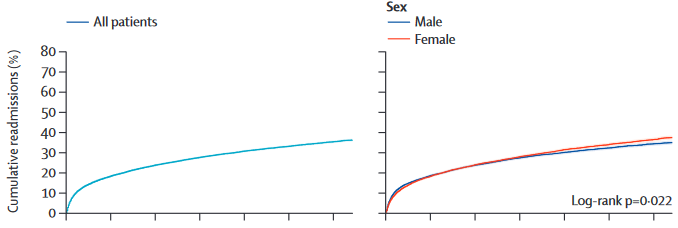 All patients
Sex
Male
Female
Cumulative readmissions (%)
80
70
60
50
40
30
20
10
0
Log-rank p=0·022